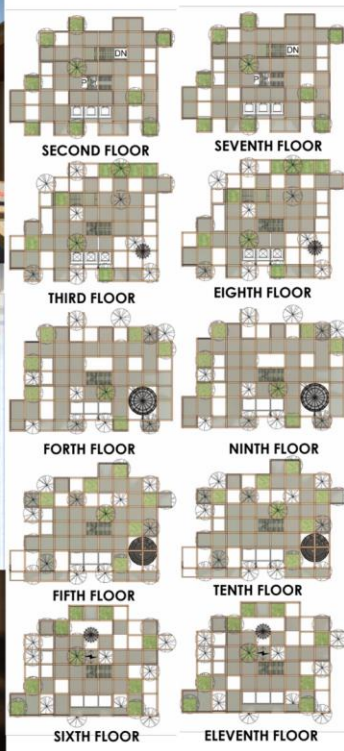 DN
DN
SECOND FLOOR
SEVENTH FLOOR
THIRD FLOOR
EIGHTH FLOOR
FORTH FLOOR
NINTH FLOOR
FIFTH FLOOR
TENTH FLOOR
SIXTH FLOOR
ELEVENTH FLOOR